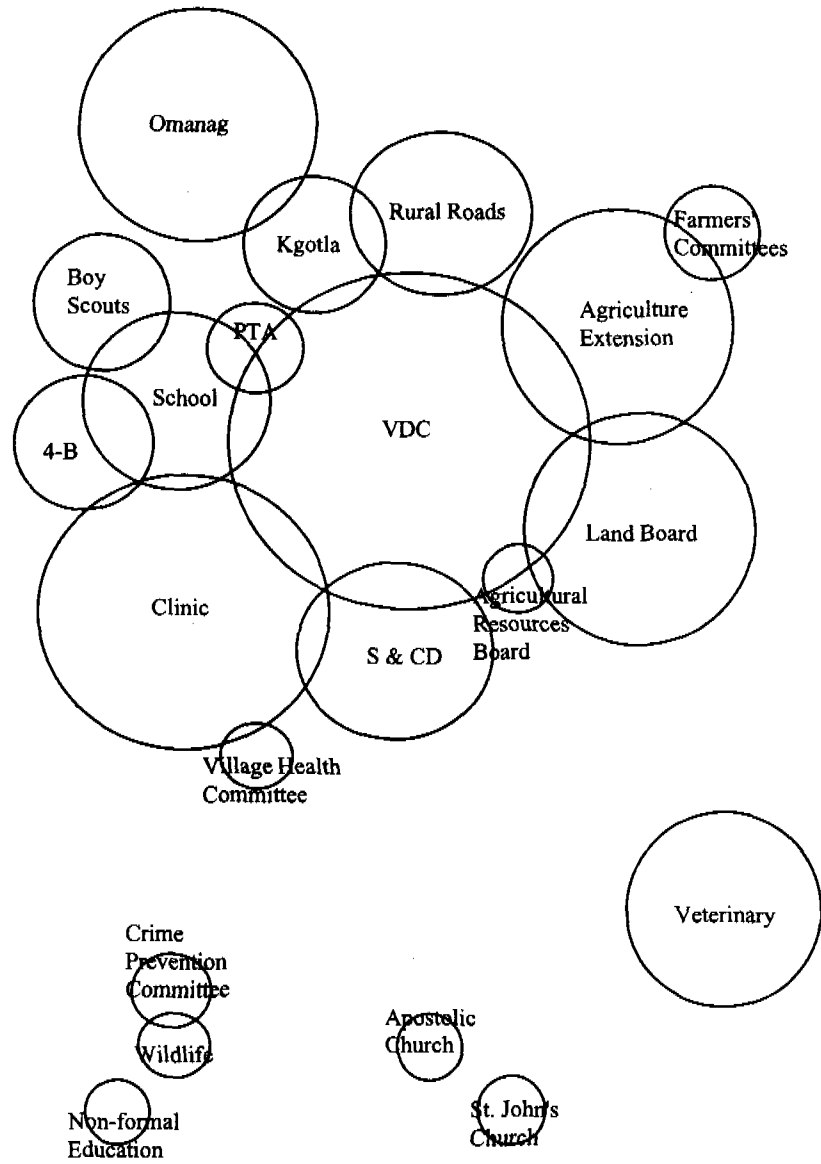 Omanag
Rural Roads
Kgotla
Farmers'
Committees
Boy
Scouts
PTA
Agriculture
Extension
School
VDC
4-B
Land Board
Clinic
Agricultural
Resources
Board
S & CD
Village Health
Committee
Veterinary
Crime
Prevention
Committee
Wildlife
Apostolic
Church
Non-formal
Education
St. John's
Church